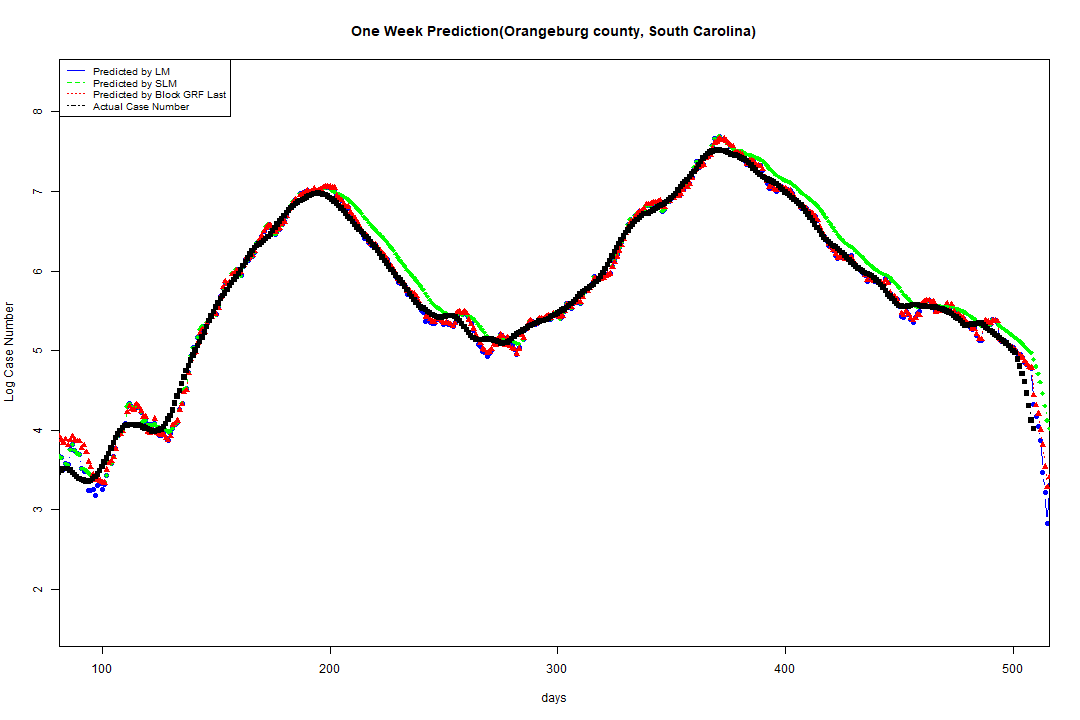 One Week Prediction(Orangeburg county, South Carolina)
Predicted by LM
Predicted by SLM
Predicted by Block GRF Last
Actual Case Number
8
7
6
5
4
3
2
Log Case Number
100 200 300 400 500
days